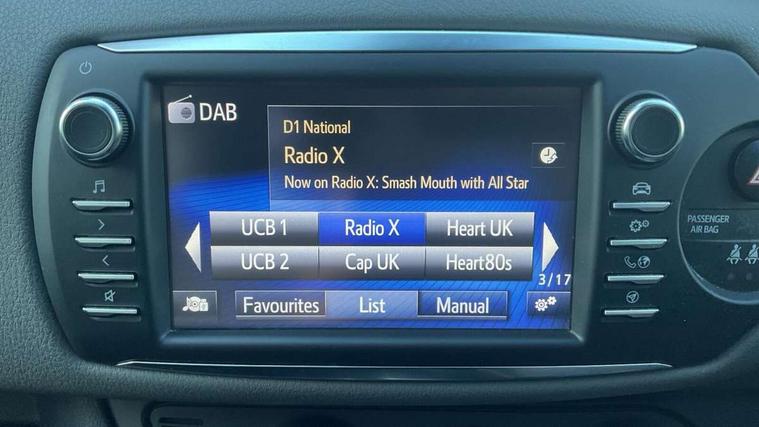 DAB
D1 National
Radio X
Now on Radio X: Smash Mouth with All Star
UCB 1 Radio X Heart UK
UCB 2 Cap UK Heart80s
3/17
Favourites List Manual
PASSENGER
AIR BAG